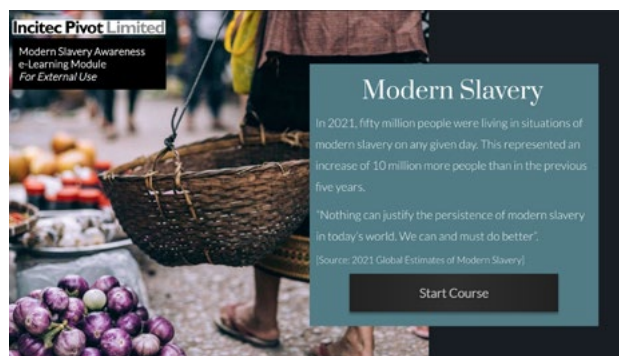 Incitec Pivot Limited
Modern Slavery Awareness
e-Learning Module
For External Use
Modern Slavery
In 2021, fifty million people were living in situations of
modern slavery on any given day. This represented an
increase of 10 million more people than in the previous
five years.
"Nothing can justify the persistence of modern slavery
in today's world. We can and must do better".
[Source: 2021 Global Estimates of Modern Slavery]
Start Course